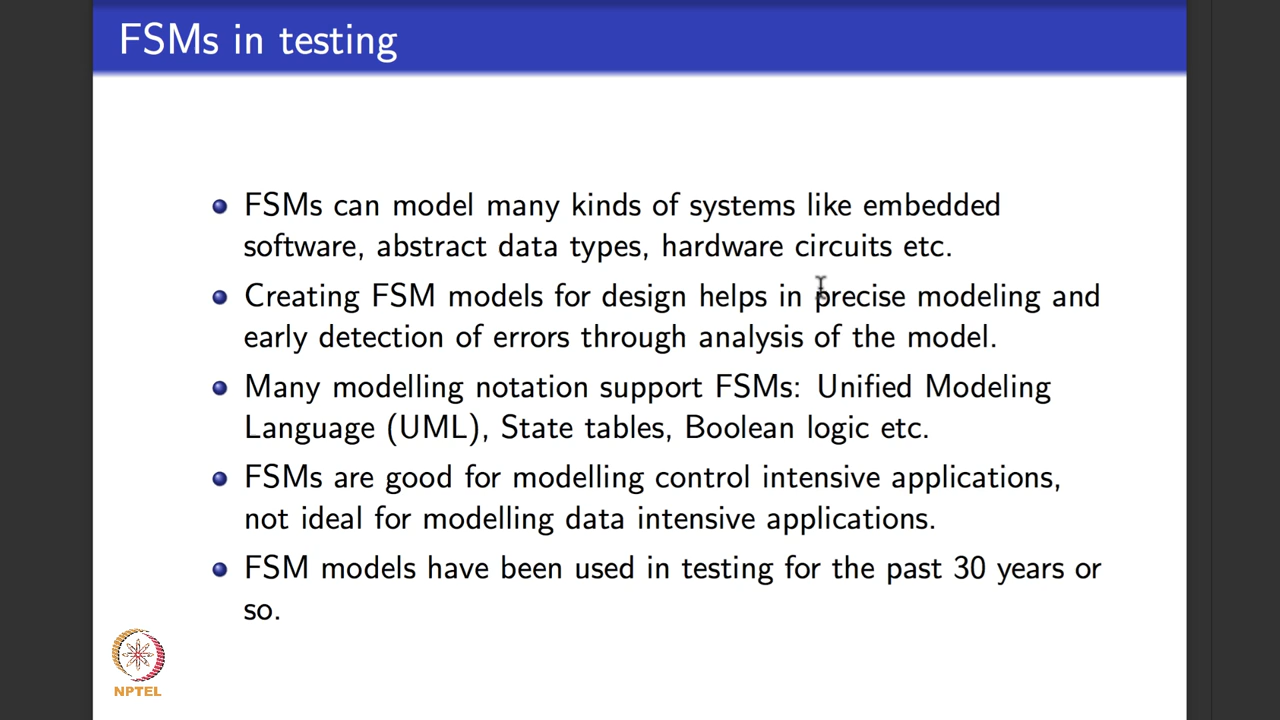 FSMs in testing
FSMs can model many kinds of systems like embedded
software, abstract data types, hardware circuits etc.
Creating FSM models for design helps in precise modeling and
early detection of errors through analysis of the model.
Many modelling notation support FSMs: Unified Modeling
Language (UML), State tables, Boolean logic etc.
FSMs are good for modelling control intensive applications,
not ideal for modelling data intensive applications.
FSM models have been used in testing for the past 30 years or
so.
NPTEL